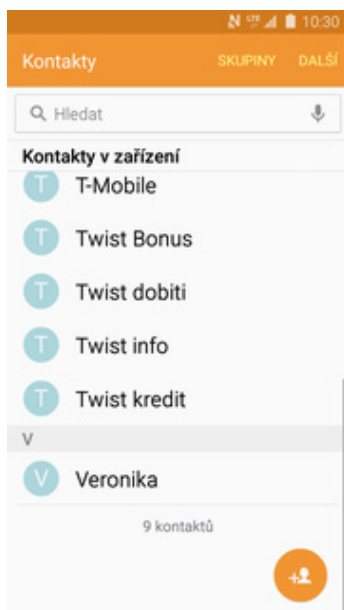 LTE 10:30
Kontakty SKUPINY DALŠÍ
Hledat
Kontakty v zařízení
T T-Mobile
T Twist Bonus
T Twist dobiti
T Twist info
T Twist kredit
V
V Veronika
9 kontaktů